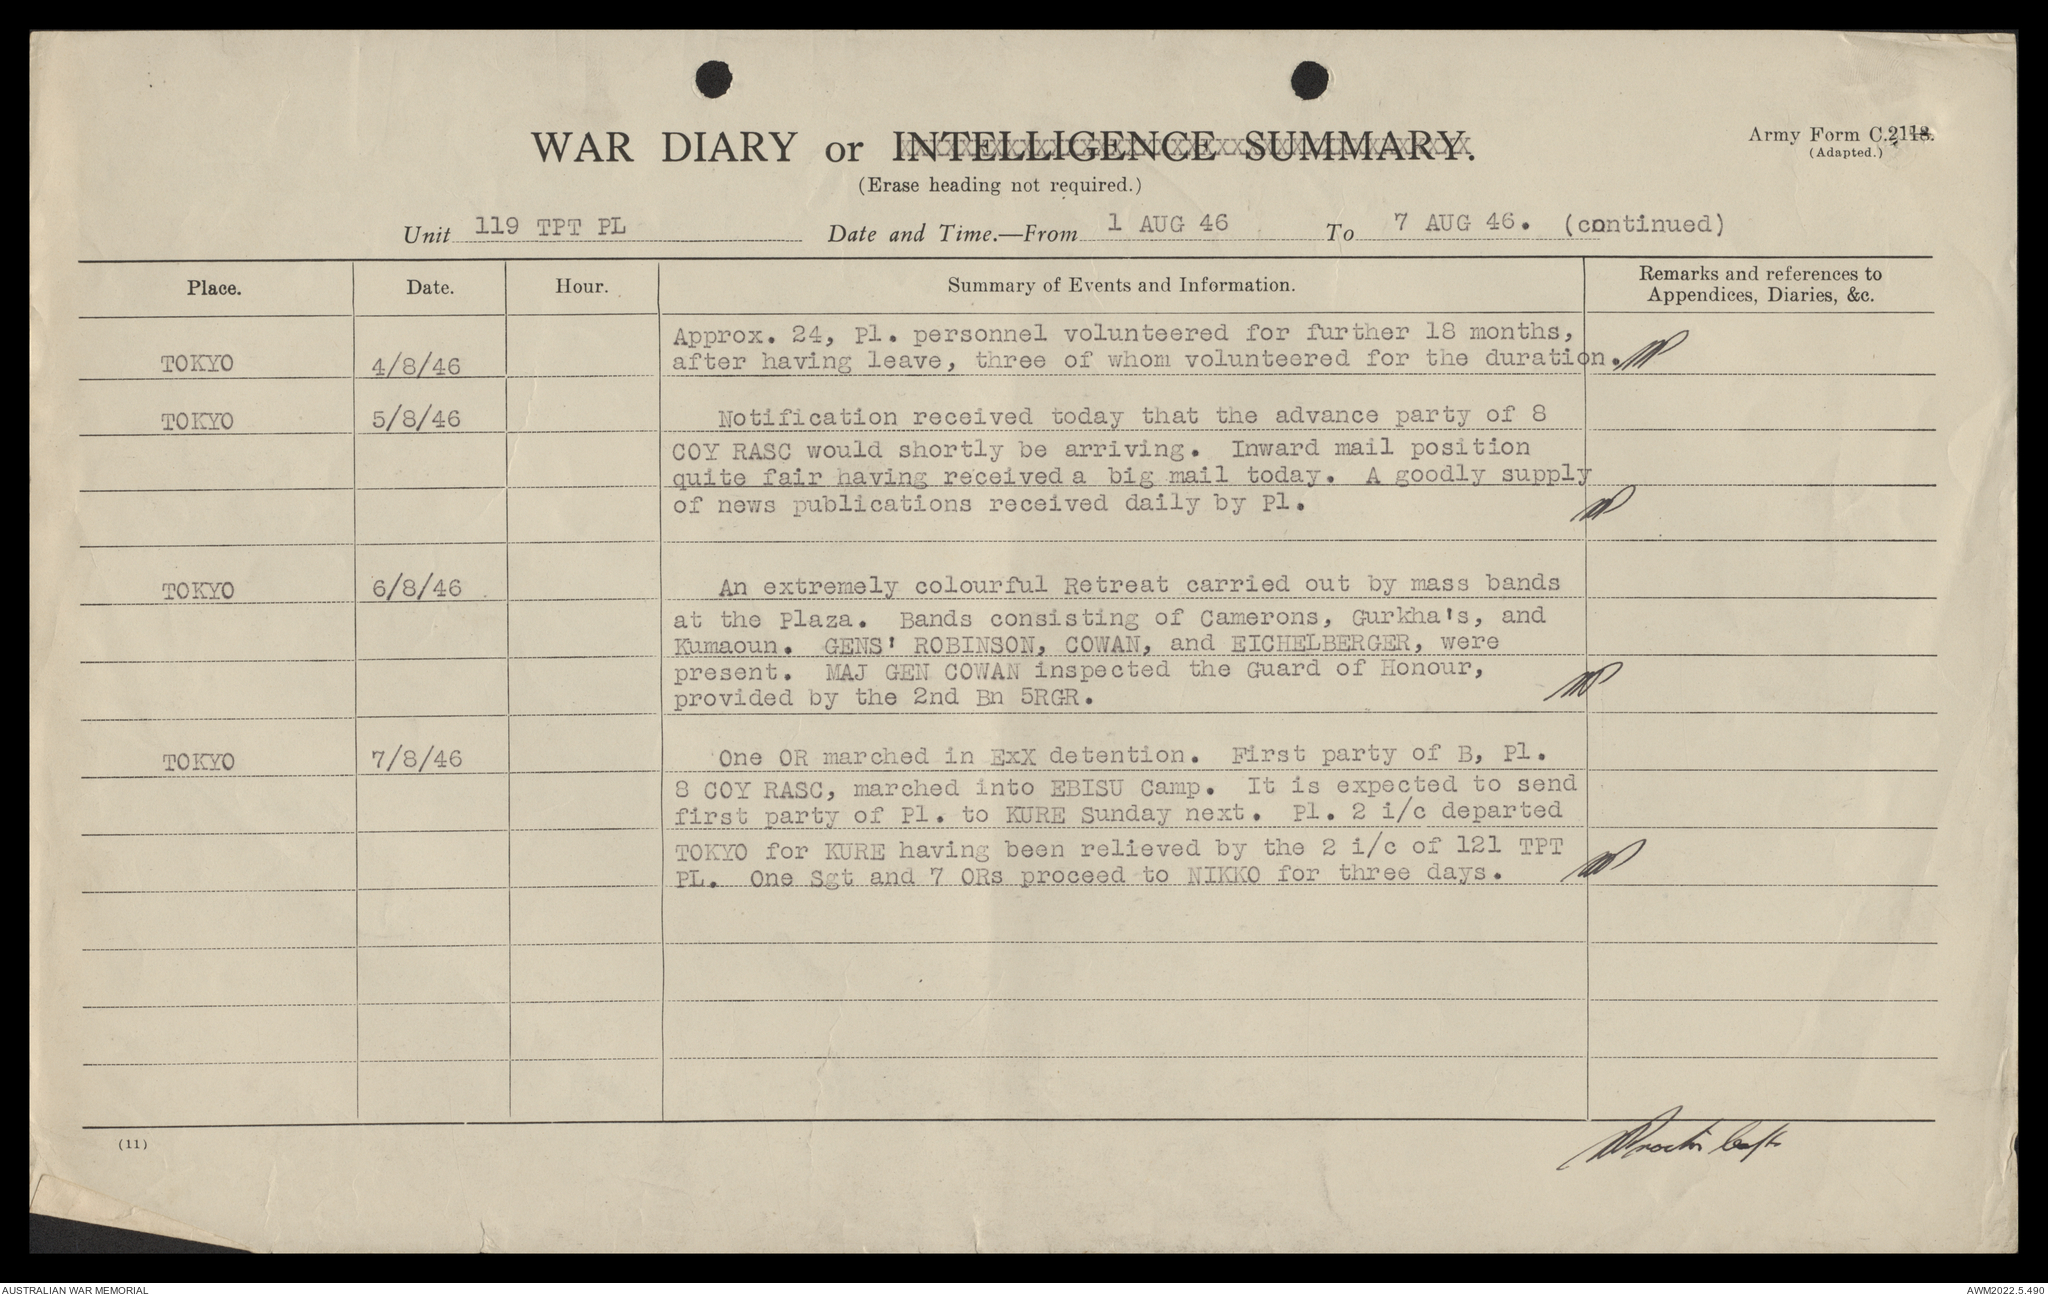 WAR DIARY or INTELLIGENCE SUMMARY.
(Erase heading not required.)
Army Form C.2118.
(Adapted.)
Unit 119 TPT PL Date and Time.—From 1 AUG 46 To 7 AUG 46. (continued)
Place. Date. Hour. Summary of Events and Information. Remarks and references to
Appendices, Diaries, &c.
Approx. 24, Pl. personnel volunteered for further 18 months,
TOKYO 4/8/46 after having leave, three of whom volunteered for the duration.
TOKYO 5/8/46 Notification received today that the advance party of 8
COY RASC would shortly be arriving. Inward mail position
quite fair having received a big mail today. A goodly supply
of news publications received daily by Pl.
TOKYO 6/8/46 An extremely colourful Retreat carried out by mass bands
at the Plaza. Bands consisting of Camerons, Gurkha's, and
Kumaoun. GENS' ROBINSON, COWAN, and EICHELBERGER, were
present. MAJ GEN COWAN inspected the Guard of Honour,
provided by the 2nd Bn 5RGR.
TOKYO 7/8/46 One OR marched in ExX detention. First party of B, Pl.
8 COY RASC, marched into EBISU Camp. It is expected to send
first party of Pl. to KURE Sunday next. Pl. 2 i/c departed
TOKYO for KURE having been relieved by the 2 i/c of 121 TPT
PL. One Sgt and 7 ORs proceed to NIKKO for three days.
(11)
AUSTRALIAN WAR MEMORIAL
AWM2022.5.490